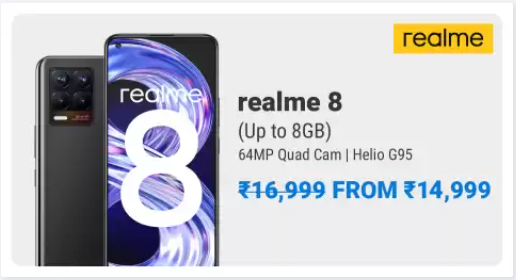 realme
realme
8
realme 8
(Up to 8GB)
64MP Quad Cam | Helio G95
₹16,999 FROM ₹14,999